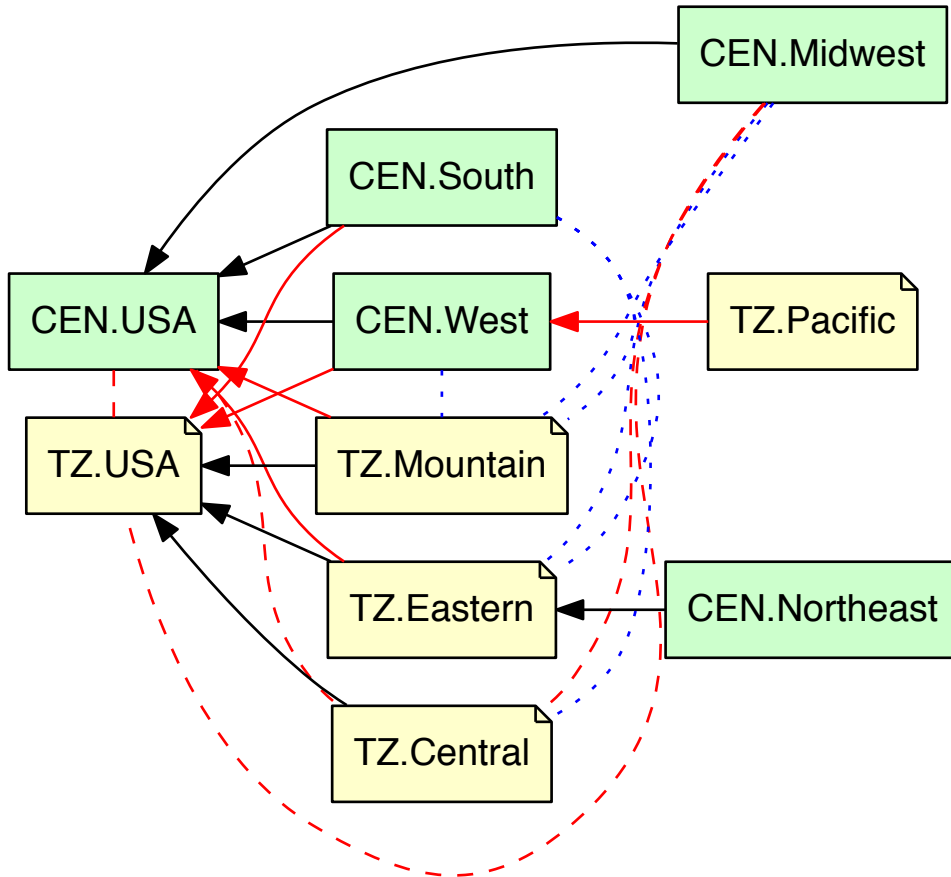 CEN.Midwest
CEN.South
CEN.USA
CEN.West
TZ.Pacific
TZ.USA
TZ.Mountain
TZ.Eastern
CEN.Northeast
TZ.Central